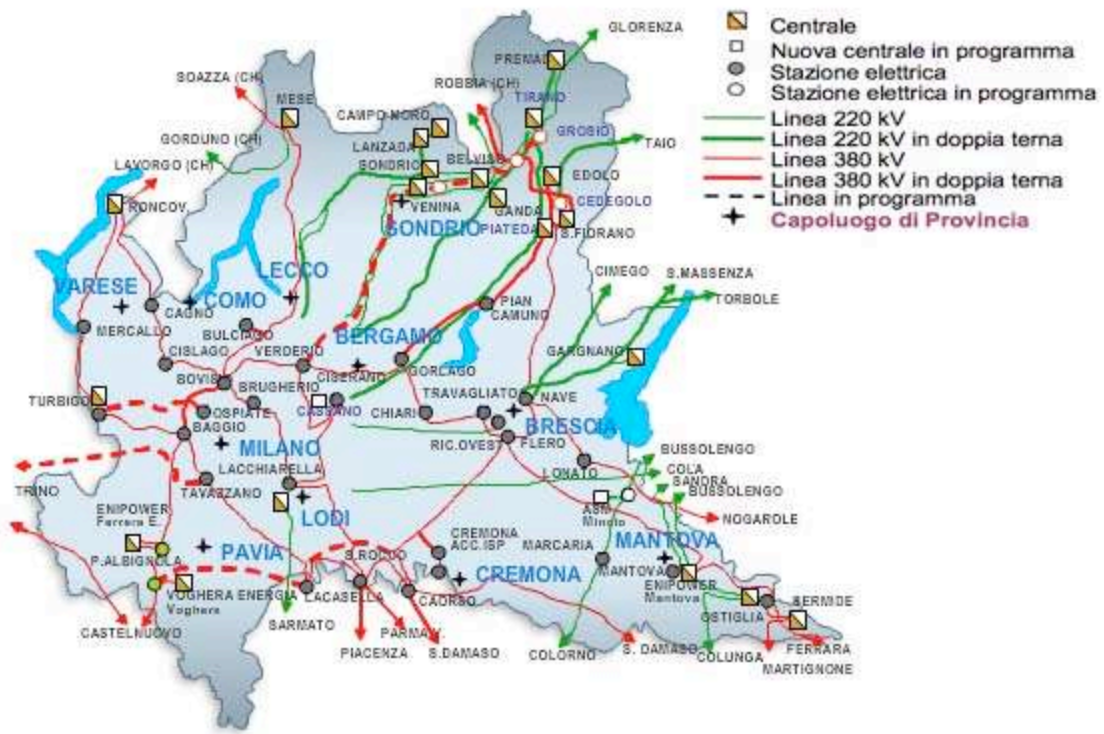 GLORENZA
Centrale
PREMAD
Nuova centrale in programma
SOAZZA (CH)
ROBBIA (CH)
Stazione elettrica
MESE
CAMPO MORO
TIRANO
Stazione elettrica in programma
GORDUNO (CH)
LANZADA
GROSIO
TAIO
Linea 220 kV
LAVORGO (CH)
SONDRIO
BELVISO
EDOLO
Linea 220 kV in doppia terna
Linea 380 kV
RONCOV.
VENINA
GANDA
CEDEGOLO
Linea 380 kV in doppia terna
SONDRIO
PIATEDA
S.FIORANO
Linea in programma
Capoluogo di Provincia
LECCO
CIMEGO
S.MASSENZA
VARESE
COMO
PIAN
CAMUNO
TORBOLE
CAGNO
MERCALLO
BULCIAGO
BERGAMO
CISLAGO
VERDERIO
GARGNANO
BOVIS
CISERANO
GORLAGO
BRUGHERIO
TRAVAGLIATO
NAVE
TURBIGO
OSPIATE
CASSANO
CHIARI
BAGGIO
BRESCIA
MILANO
RIC.OVEST
FLERO
BUSSOLENGO
LACCHIARELLA
LONATO
COLA
SANDRA
TRINO
TAVAZZANO
BUSSOLENGO
ENIPOWER
Ferrera E.
LODI
ASM
Mincio
NOGAROLE
CREMONA
ACC.ISP
MARCARIA
MANTOVA
P.ALBIGNOLA
PAVIA
S.ROCCO
CREMONA
MANTOVA
ENIPOWER
Mantova
VOGHERA ENERGIA
Voghera
LACASELLA
CAORSO
SERMIDE
OSTIGLIA
CASTELNUOVO
SARMATO
PARMA V.
PIACENZA
S.DAMASO
COLORNO
S. DAMASO
COLUNGA
FERRARA
MARTIGNONE